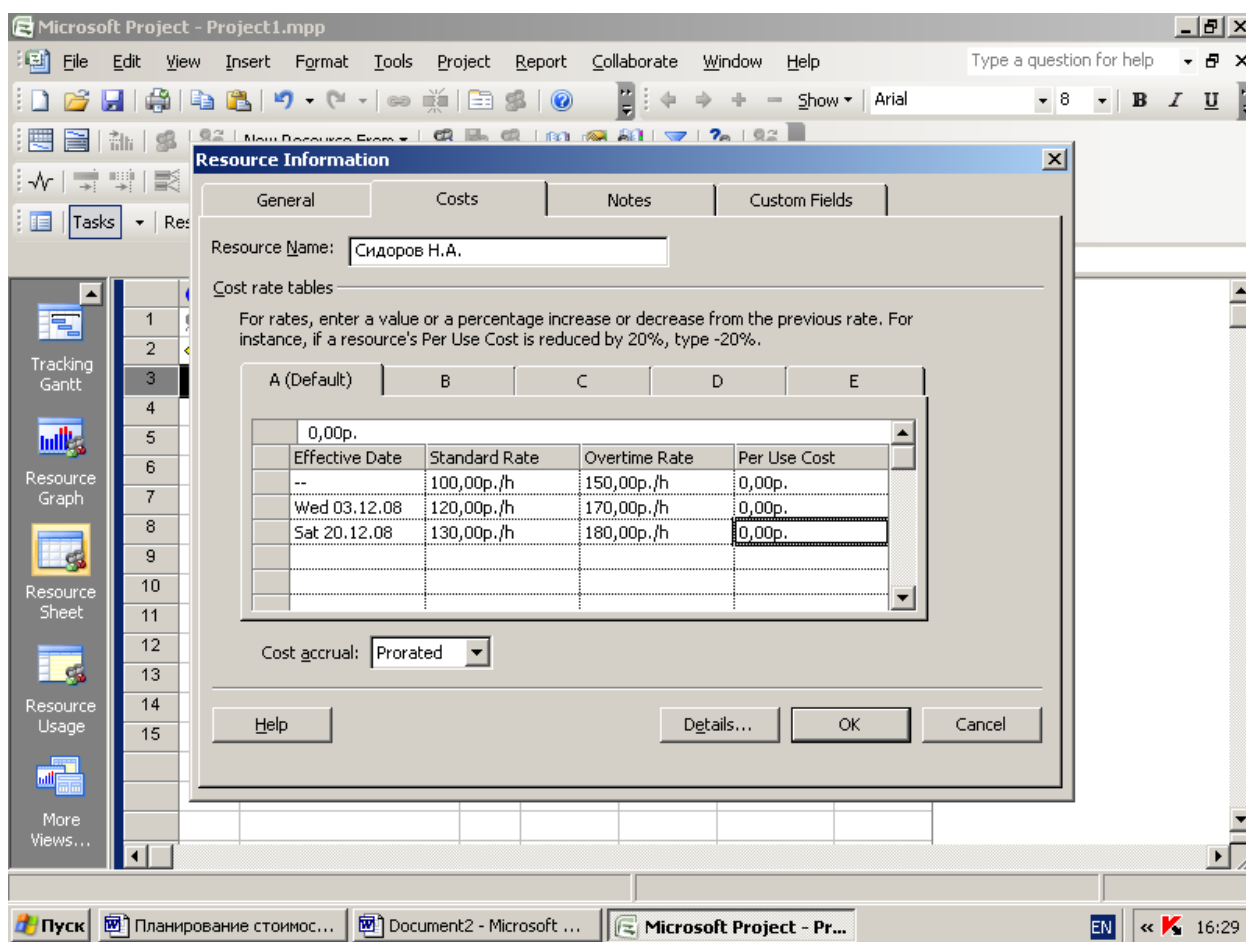 Microsoft Project - Project1.mpp
File Edit View Insert Format Tools Project Report Collaborate Window Help Type a question for help
Show Arial 8 B I U
New Resource From
Resource Information
General Costs Notes Custom Fields
Tasks Res
Resource Name: Сидоров Н.А.
Cost rate tables
For rates, enter a value or a percentage increase or decrease from the previous rate. For
instance, if a resource's Per Use Cost is reduced by 20%, type -20%.
A (Default) B C D E
0,00р.
Effective Date Standard Rate Overtime Rate Per Use Cost
-- 100,00р./h 150,00р./h 0,00р.
Wed 03.12.08 120,00р./h 170,00р./h 0,00р.
Sat 20.12.08 130,00р./h 180,00р./h 0,00р.
Cost accrual: Prorated
Help Details... OK Cancel
Tracking
Gantt
Resource
Graph
Resource
Sheet
Resource
Usage
More
Views...
1
2
3
4
5
6
7
8
9
10
11
12
13
14
15
Пуск Планирование стоимос... Document2 - Microsoft ... Microsoft Project - Pr... EN « 16:29